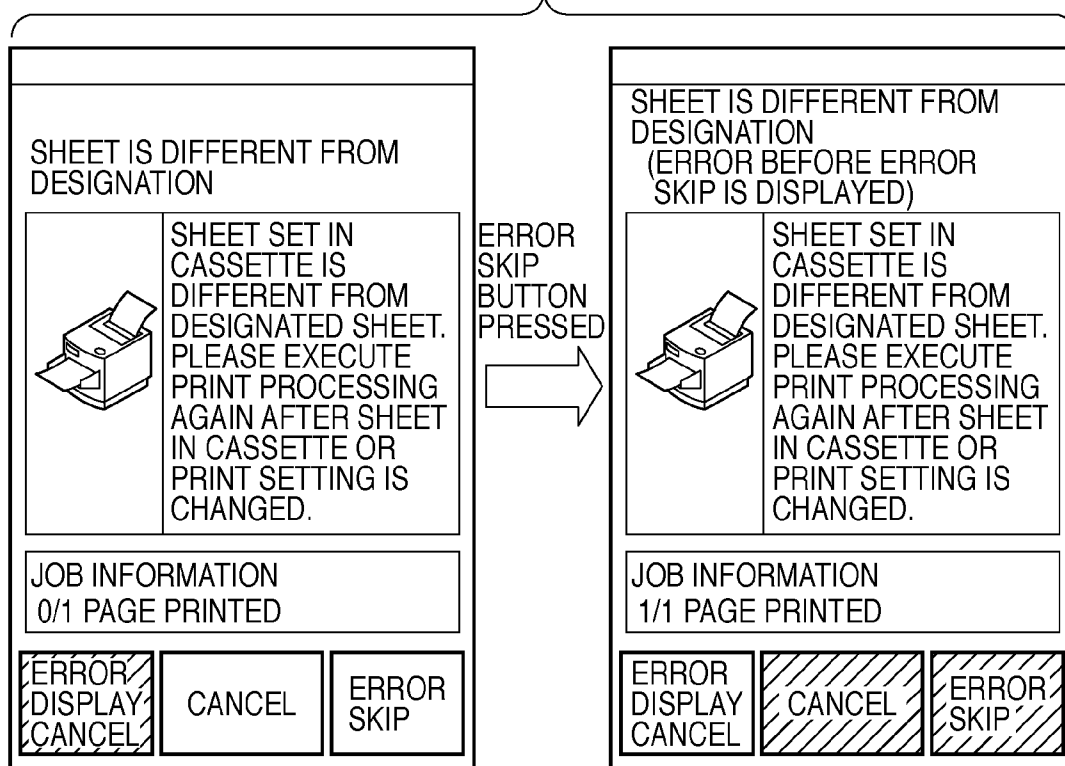 SHEET IS DIFFERENT FROM
DESIGNATION
SHEET SET IN
CASSETTE IS
DIFFERENT FROM
DESIGNATED SHEET.
PLEASE EXECUTE
PRINT PROCESSING
AGAIN AFTER SHEET
IN CASSETTE OR
PRINT SETTING IS
CHANGED.
JOB INFORMATION
0/1 PAGE PRINTED
ERROR
DISPLAY
CANCEL
CANCEL
ERROR
SKIP
ERROR
SKIP
BUTTON
PRESSED
SHEET IS DIFFERENT FROM
DESIGNATION
(ERROR BEFORE ERROR
SKIP IS DISPLAYED)
SHEET SET IN
CASSETTE IS
DIFFERENT FROM
DESIGNATED SHEET.
PLEASE EXECUTE
PRINT PROCESSING
AGAIN AFTER SHEET
IN CASSETTE OR
PRINT SETTING IS
CHANGED.
JOB INFORMATION
1/1 PAGE PRINTED
ERROR
DISPLAY
CANCEL
CANCEL
ERROR
SKIP